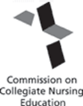 Commission on
Collegiate Nursing
Education